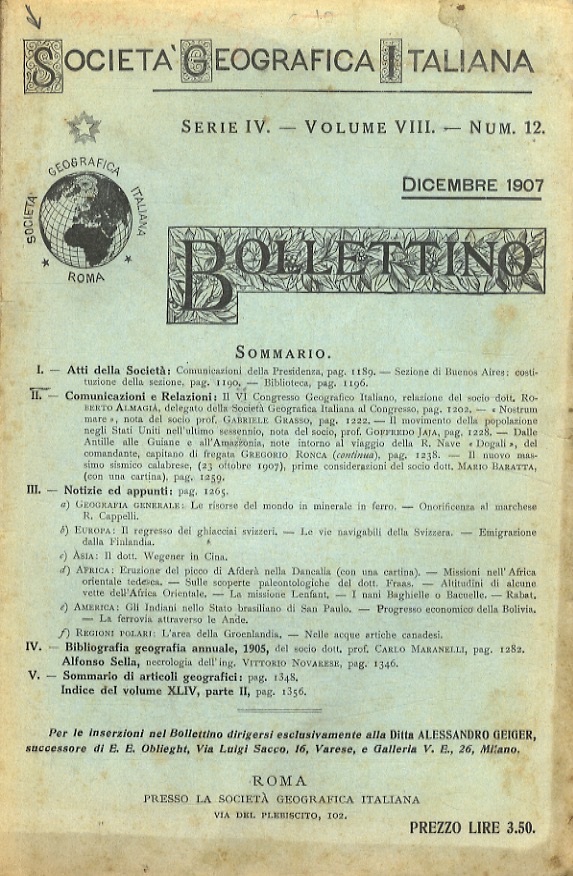 SOCIETA' GEOGRAFICA ITALIANA
SERIE IV. — VOLUME VIII. — NUM. 12.
DICEMBRE 1907
SOCIETÀ GEOGRAFICA ITALIANA
ROMA
BOLLETTINO
SOMMARIO.
I. — Atti della Società: Comunicazioni della Presidenza, pag. 1189. — Sezione di Buenos Aires: costi-
tuzione della sezione, pag. 1190. — Biblioteca, pag. 1196.
II. — Comunicazioni e Relazioni: Il VI Congresso Geografico Italiano, relazione del socio dott. RO-
BERTO ALMAGIÀ, delegato della Società Geografica Italiana al Congresso, pag. 1202. — « Nostrum
mare », nota del socio prof. GABRIELE GRASSO, pag. 1222. — Il movimento della popolazione
negli Stati Uniti nell'ultimo sessennio, nota del socio, prof. GOFFREDO JAJA, pag. 1228. — Dalle
Antille alle Guiane e all'Amazzonia, note intorno al viaggio della R. Nave « Dogali », del
comandante, capitano di fregata GREGORIO RONCA (continua), pag. 1238. — Il nuovo mas-
simo sismico calabrese, (23 ottobre 1907), prime considerazioni del socio dott. MARIO BARATTA,
(con una cartina), pag. 1259.
III. — Notizie ed appunti: pag. 1265.
a) GEOGRAFIA GENERALE: Le risorse del mondo in minerale in ferro. — Onorificenza al marchese
R. Cappelli.
b) EUROPA: Il regresso dei ghiacciai svizzeri. — Le vie navigabili della Svizzera. — Emigrazione
dalla Finlandia.
c) ASIA: Il dott. Wegener in Cina.
d) AFRICA: Eruzione del picco di Afderà nella Dancalia (con una cartina). — Missioni nell'Africa
orientale tedesca. — Sulle scoperte paleontologiche del dott. Fraas. — Altitudini di alcune
vette dell'Africa Orientale. — La missione Lenfant. — I nani Baghielle o Bacuelle. — Rabat.
e) AMERICA: Gli Indiani nello Stato brasiliano di San Paulo. — Progresso economico della Bolivia.
— La ferrovia attraverso le Ande.
f) REGIONI POLARI: L'area della Groenlandia. — Nelle acque artiche canadesi.
IV. — Bibliografia geografia annuale, 1905, del socio dott. prof. CARLO MARANELLI, pag. 1282.
Alfonso Sella, necrologia dell'ing. VITTORIO NOVARESE, pag. 1346.
V. — Sommario di articoli geografici: pag. 1348.
Indice del volume XLIV, parte II, pag. 1356.
Per le inserzioni nel Bollettino dirigersi esclusivamente alla Ditta ALESSANDRO GEIGER,
successore di E. E. Oblieght, Via Luigi Sacco, 16, Varese, e Galleria V. E., 26, Milano.
ROMA
PRESSO LA SOCIETÀ GEOGRAFICA ITALIANA
VIA DEL PLEBISCITO, 102.
PREZZO LIRE 3.50.